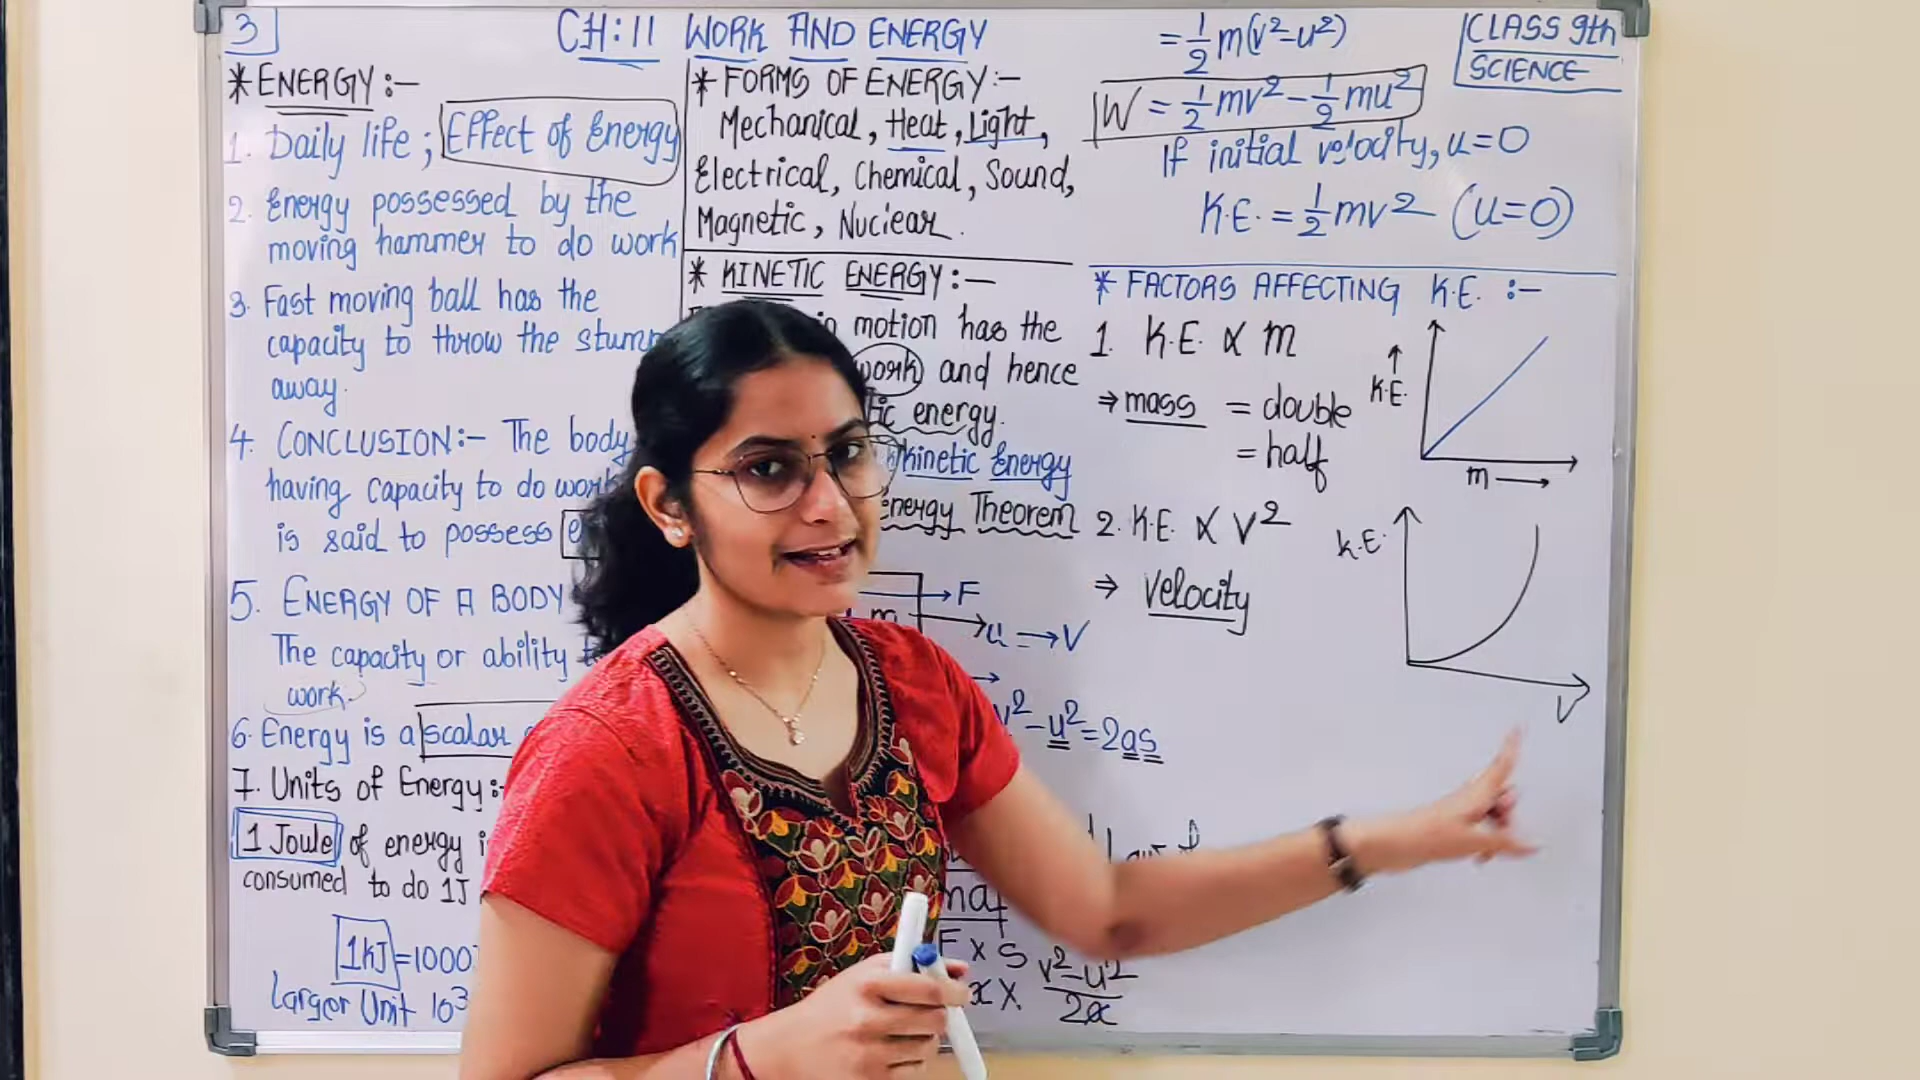 3
CH:11 WORK AND ENERGY
CLASS 9th
SCIENCE
* ENERGY :-
1. Daily life ; Effect of Energy
2. Energy possessed by the
moving hammer to do work
3. Fast moving ball has the
capacity to throw the stump
away.
4. CONCLUSION:- The body
having capacity to do work
is said to possess
5. ENERGY OF A BODY
The capacity or ability
work.
6. Energy is a scalar
7. Units of Energy:-
1 Joule of energy
consumed to do 1J
1kJ = 1000
Larger Unit 10³
* FORMS OF ENERGY :-
Mechanical, Heat, Light,
Electrical, Chemical, Sound,
Magnetic, Nuclear.
* KINETIC ENERGY :-
in motion has the
work and hence
energy.
kinetic Energy
energy Theorem
F
m
u → V
v² - u² = 2as
ma
F x S
x X v² - u² / 2a
= 1/2 m(v² - u²)
W = 1/2 mv² - 1/2 mu²
If initial velocity, u = 0
K.E. = 1/2 mv² (u = 0)
* FACTORS AFFECTING K.E. :-
1. K.E. ∝ m
⇒ mass = double
= half
K.E. ↑
m →
2. K.E. ∝ V²
⇒ Velocity
K.E.
V